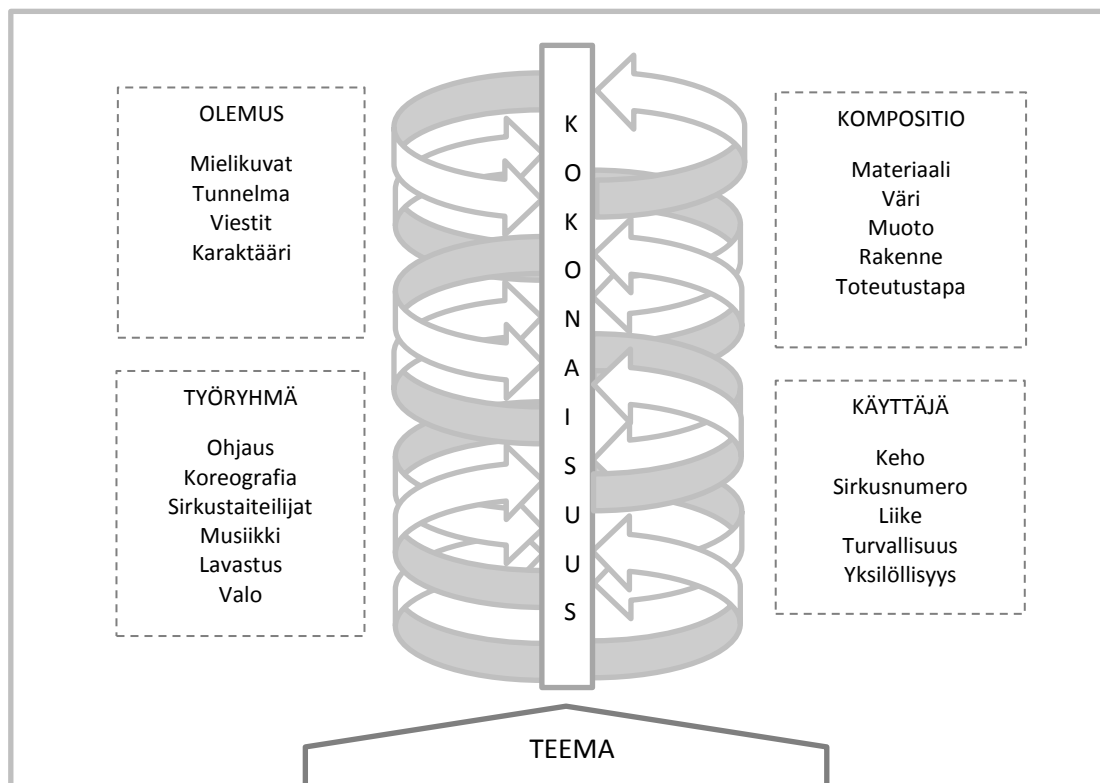 OLEMUS
Mielikuvat
Tunnelma
Viestit
Karaktääri
TYÖRYHMÄ
Ohjaus
Koreografia
Sirkustaiteilijat
Musiikki
Lavastus
Valo
K
O
K
O
N
A
I
S
U
U
S
KOMPOSITIO
Materiaali
Väri
Muoto
Rakenne
Toteutustapa
KÄYTTÄJÄ
Keho
Sirkusnumero
Liike
Turvallisuus
Yksilöllisyys
TEEMA